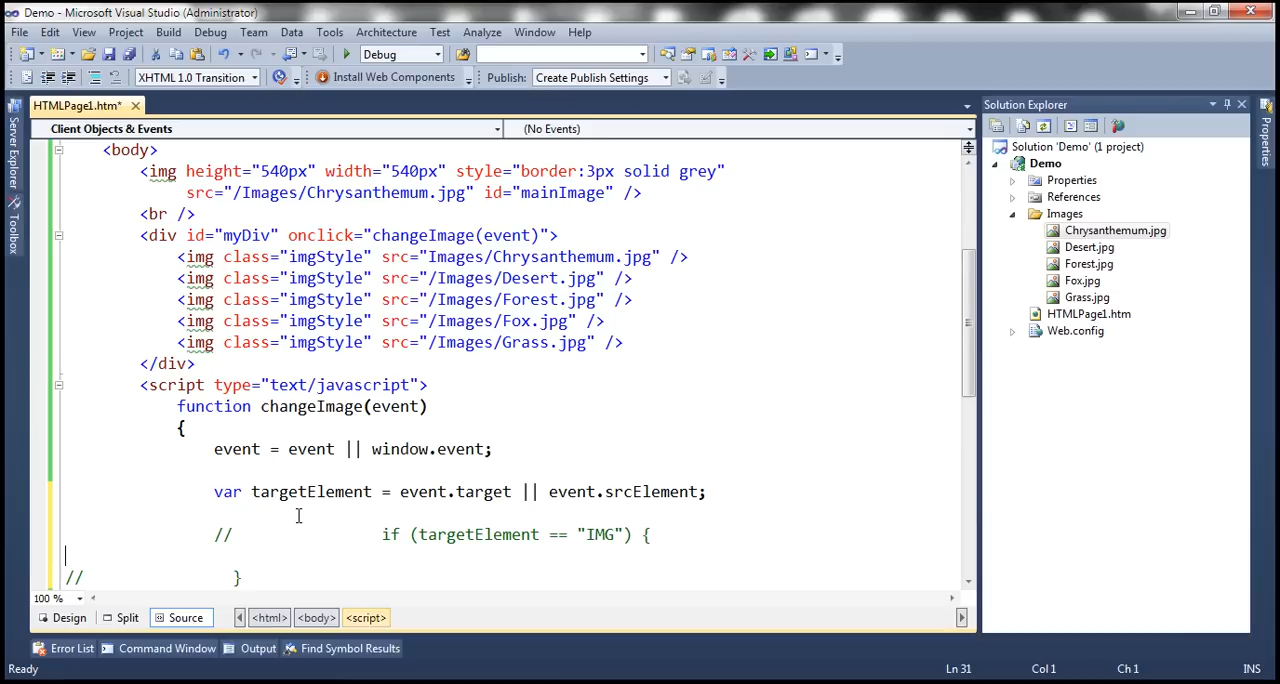 Demo - Microsoft Visual Studio (Administrator)
File Edit View Project Build Debug Team Data Tools Architecture Test Analyze Window Help
Debug
XHTML 1.0 Transition Install Web Components Publish: Create Publish Settings
HTMLPage1.htm*
Client Objects & Events (No Events)
<body>
<img height="540px" width="540px" style="border:3px solid grey"
src="/Images/Chrysanthemum.jpg" id="mainImage" />
<br />
<div id="myDiv" onclick="changeImage(event)">
<img class="imgStyle" src="Images/Chrysanthemum.jpg" />
<img class="imgStyle" src="/Images/Desert.jpg" />
<img class="imgStyle" src="/Images/Forest.jpg" />
<img class="imgStyle" src="/Images/Fox.jpg" />
<img class="imgStyle" src="/Images/Grass.jpg" />
</div>
<script type="text/javascript">
function changeImage(event)
{
event = event || window.event;
var targetElement = event.target || event.srcElement;
// if (targetElement == "IMG") {
// }
100 %
Design Split Source <html> <body> <script>
Error List Command Window Output Find Symbol Results
Ready Ln 31 Col 1 Ch 1 INS
Server Explorer
Toolbox
Solution Explorer
Solution 'Demo' (1 project)
Demo
Properties
References
Images
Chrysanthemum.jpg
Desert.jpg
Forest.jpg
Fox.jpg
Grass.jpg
HTMLPage1.htm
Web.config
Properties